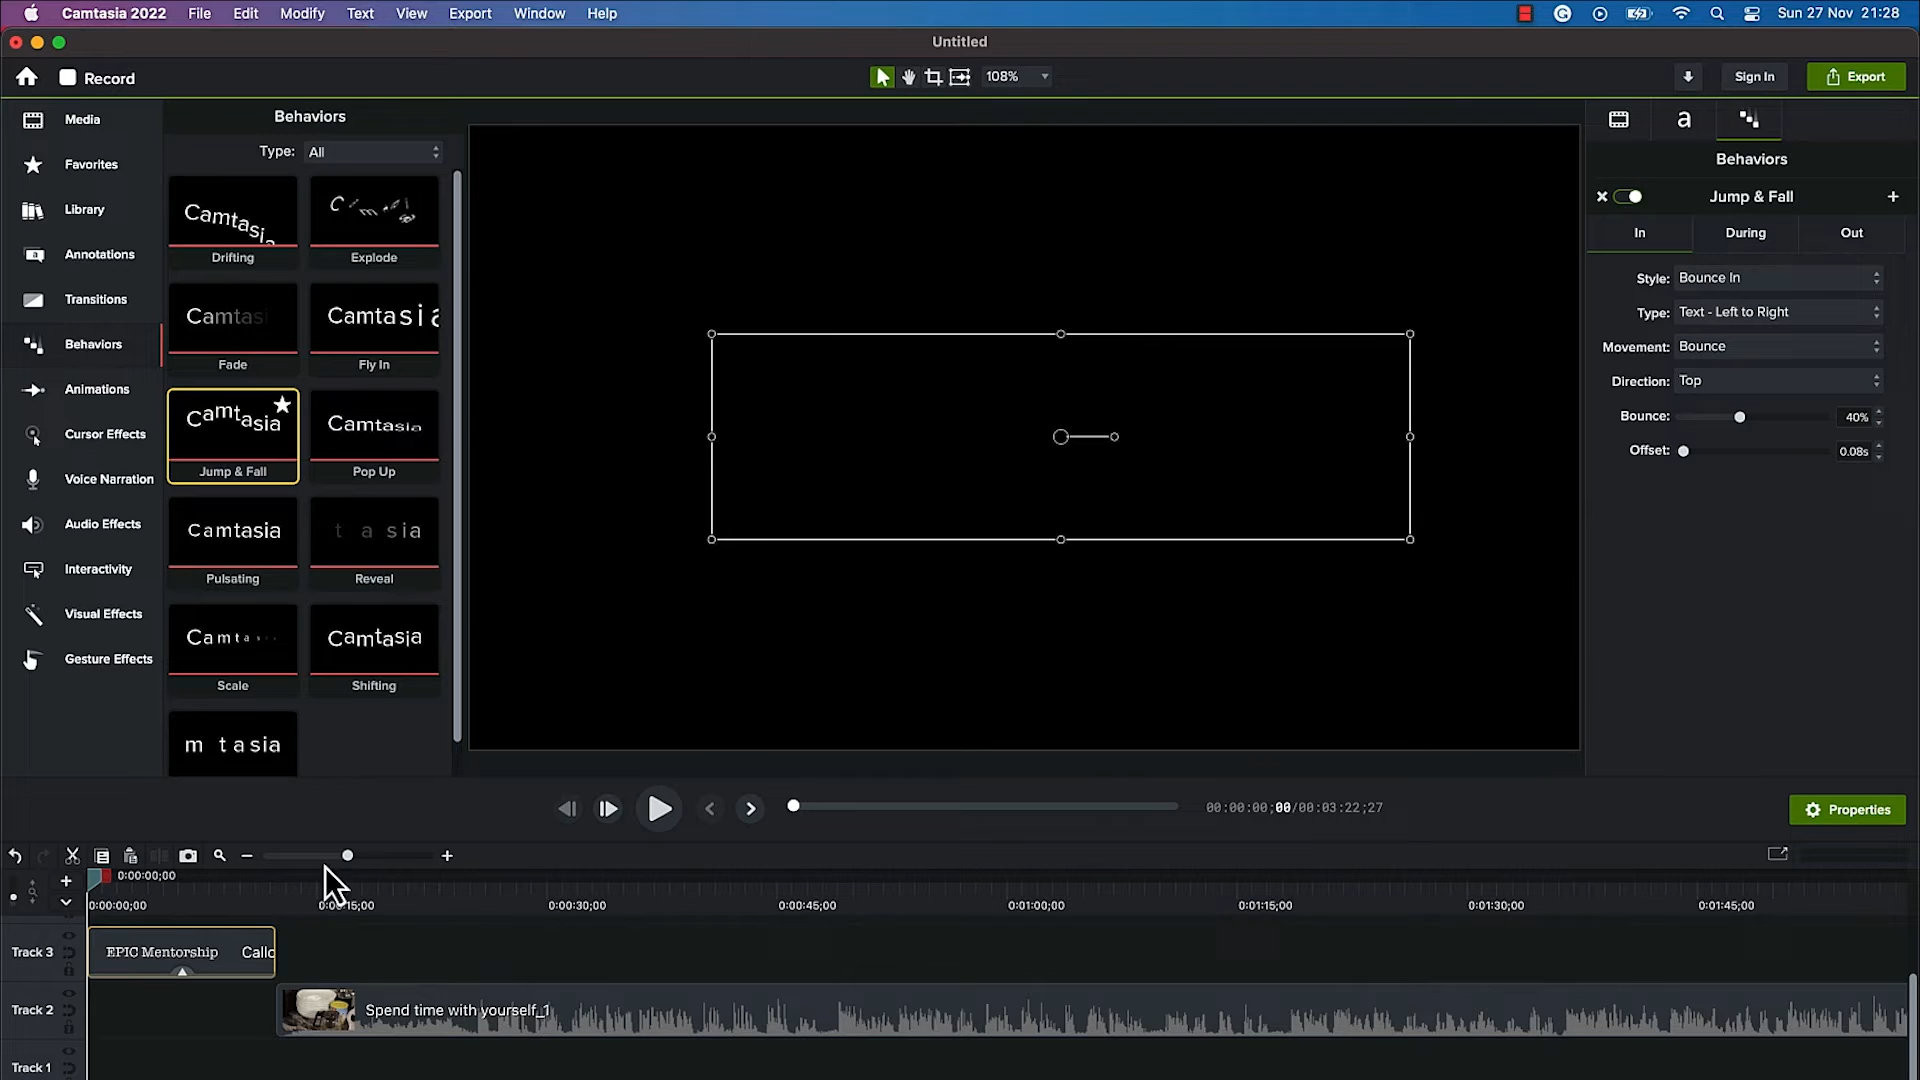 Camtasia 2022 File Edit Modify Text View Export Window Help Sun 27 Nov 21:28
Untitled
Record 108% Sign In Export
Media
Favorites
Library
Annotations
Transitions
Behaviors
Animations
Cursor Effects
Voice Narration
Audio Effects
Interactivity
Visual Effects
Gesture Effects
Behaviors
Type: All
Camtasia
Drifting
Explode
Camtasi
Fade
Camtasia
Fly In
Camtasia
Jump & Fall
Camtasia
Pop Up
Camtasia
Pulsating
t a sia
Reveal
Camta
Scale
Camtasia
Shifting
m t a sia
a
Behaviors
Jump & Fall
In During Out
Style: Bounce In
Type: Text - Left to Right
Movement: Bounce
Direction: Top
Bounce: 40%
Offset: 0.08s
00:00:00;00/00:03:22;27
Properties
0:00:00;00
0:00:00;00 0:00:15;00 0:00:30;00 0:00:45;00 0:01:00;00 0:01:15;00 0:01:30;00 0:01:45;00
Track 3 EPIC Mentorship Callo
Track 2 Spend time with yourself_1
Track 1